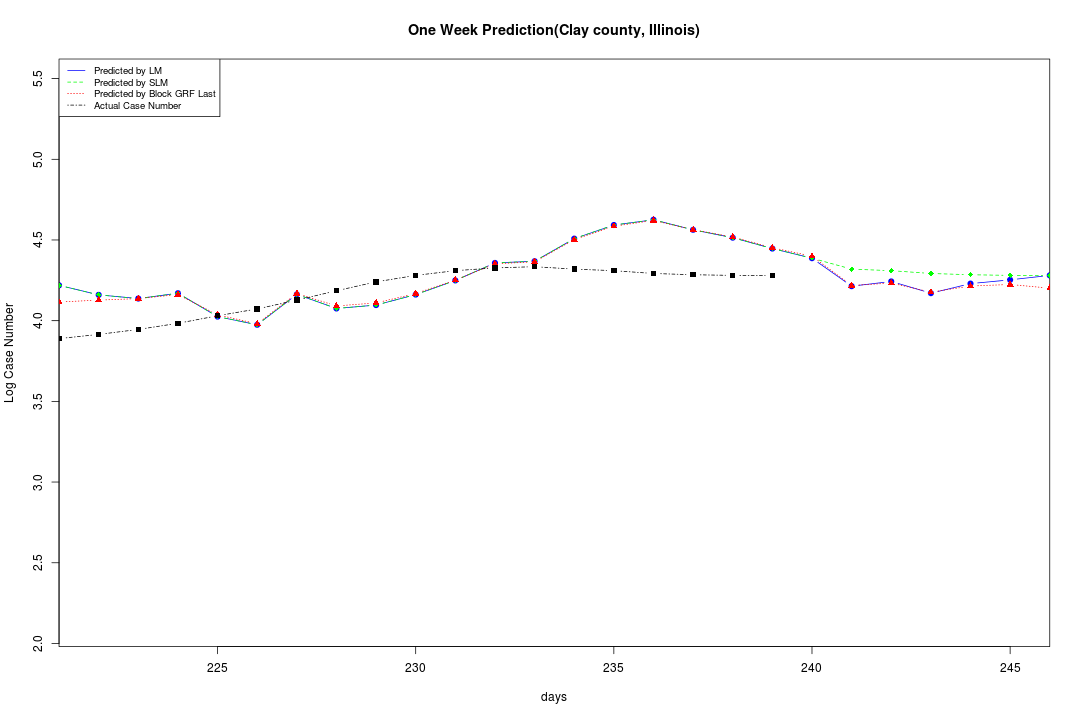 One Week Prediction(Clay county, Illinois)
Predicted by LM
Predicted by SLM
Predicted by Block GRF Last
Actual Case Number
Log Case Number
5.5
5.0
4.5
4.0
3.5
3.0
2.5
2.0
225 230 235 240 245
days